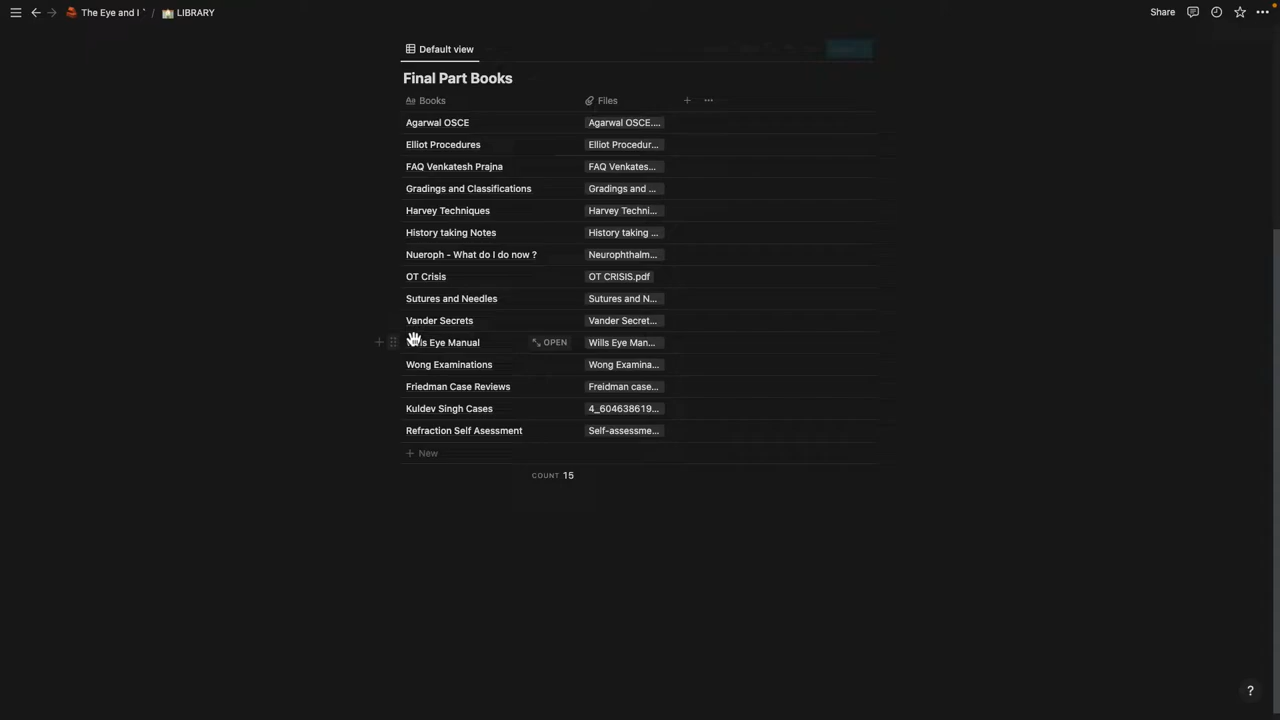 The Eye and I ` / LIBRARY Share
Default view
Final Part Books
Aa Books Files
Agarwal OSCE Agarwal OSCE....
Elliot Procedures Elliot Procedur...
FAQ Venkatesh Prajna FAQ Venkates...
Gradings and Classifications Gradings and ...
Harvey Techniques Harvey Techni...
History taking Notes History taking ...
Nueroph - What do I do now ? Neurophthalm...
OT Crisis OT CRISIS.pdf
Sutures and Needles Sutures and N...
Vander Secrets Vander Secret...
Wills Eye Manual OPEN Wills Eye Man...
Wong Examinations Wong Examina...
Friedman Case Reviews Freidman case...
Kuldev Singh Cases 4_604638619...
Refraction Self Asessment Self-assessme...
+ New
COUNT 15
?